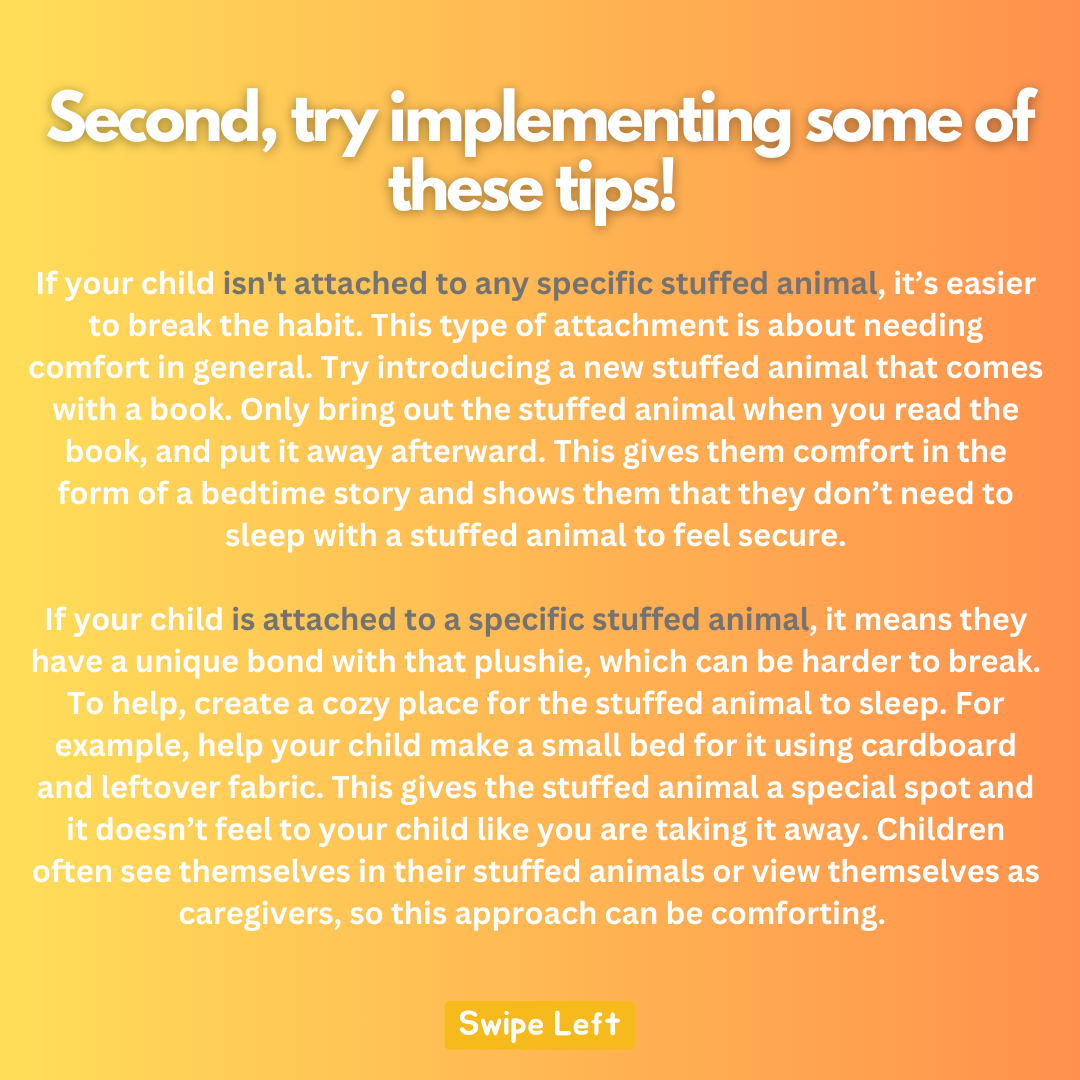 Second, try implementing some of
these tips!
If your child isn't attached to any specific stuffed animal, it’s easier
to break the habit. This type of attachment is about needing
comfort in general. Try introducing a new stuffed animal that comes
with a book. Only bring out the stuffed animal when you read the
book, and put it away afterward. This gives them comfort in the
form of a bedtime story and shows them that they don’t need to
sleep with a stuffed animal to feel secure.
If your child is attached to a specific stuffed animal, it means they
have a unique bond with that plushie, which can be harder to break.
To help, create a cozy place for the stuffed animal to sleep. For
example, help your child make a small bed for it using cardboard
and leftover fabric. This gives the stuffed animal a special spot and
it doesn’t feel to your child like you are taking it away. Children
often see themselves in their stuffed animals or view themselves as
caregivers, so this approach can be comforting.
Swipe Left